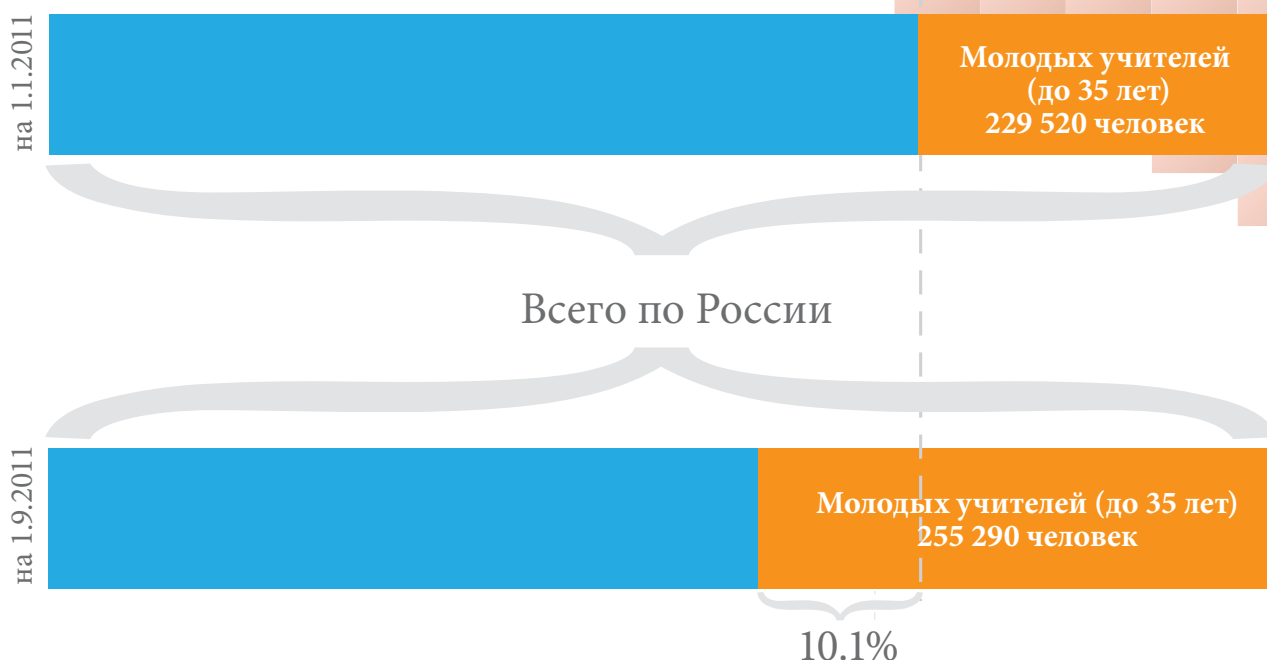 на 1.1.2011
Молодых учителей
(до 35 лет)
229 520 человек
Всего по России
на 1.9.2011
Молодых учителей (до 35 лет)
255 290 человек
10.1%